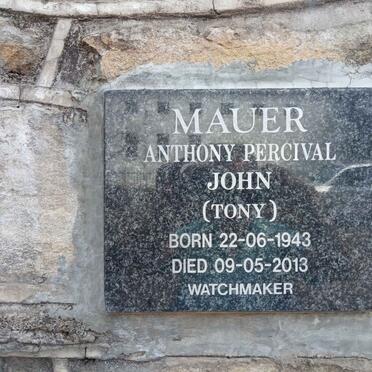 MAUER
ANTHONY PERCIVAL
JOHN
(TONY)
BORN 22-06-1943
DIED 09-05-2013
WATCHMAKER